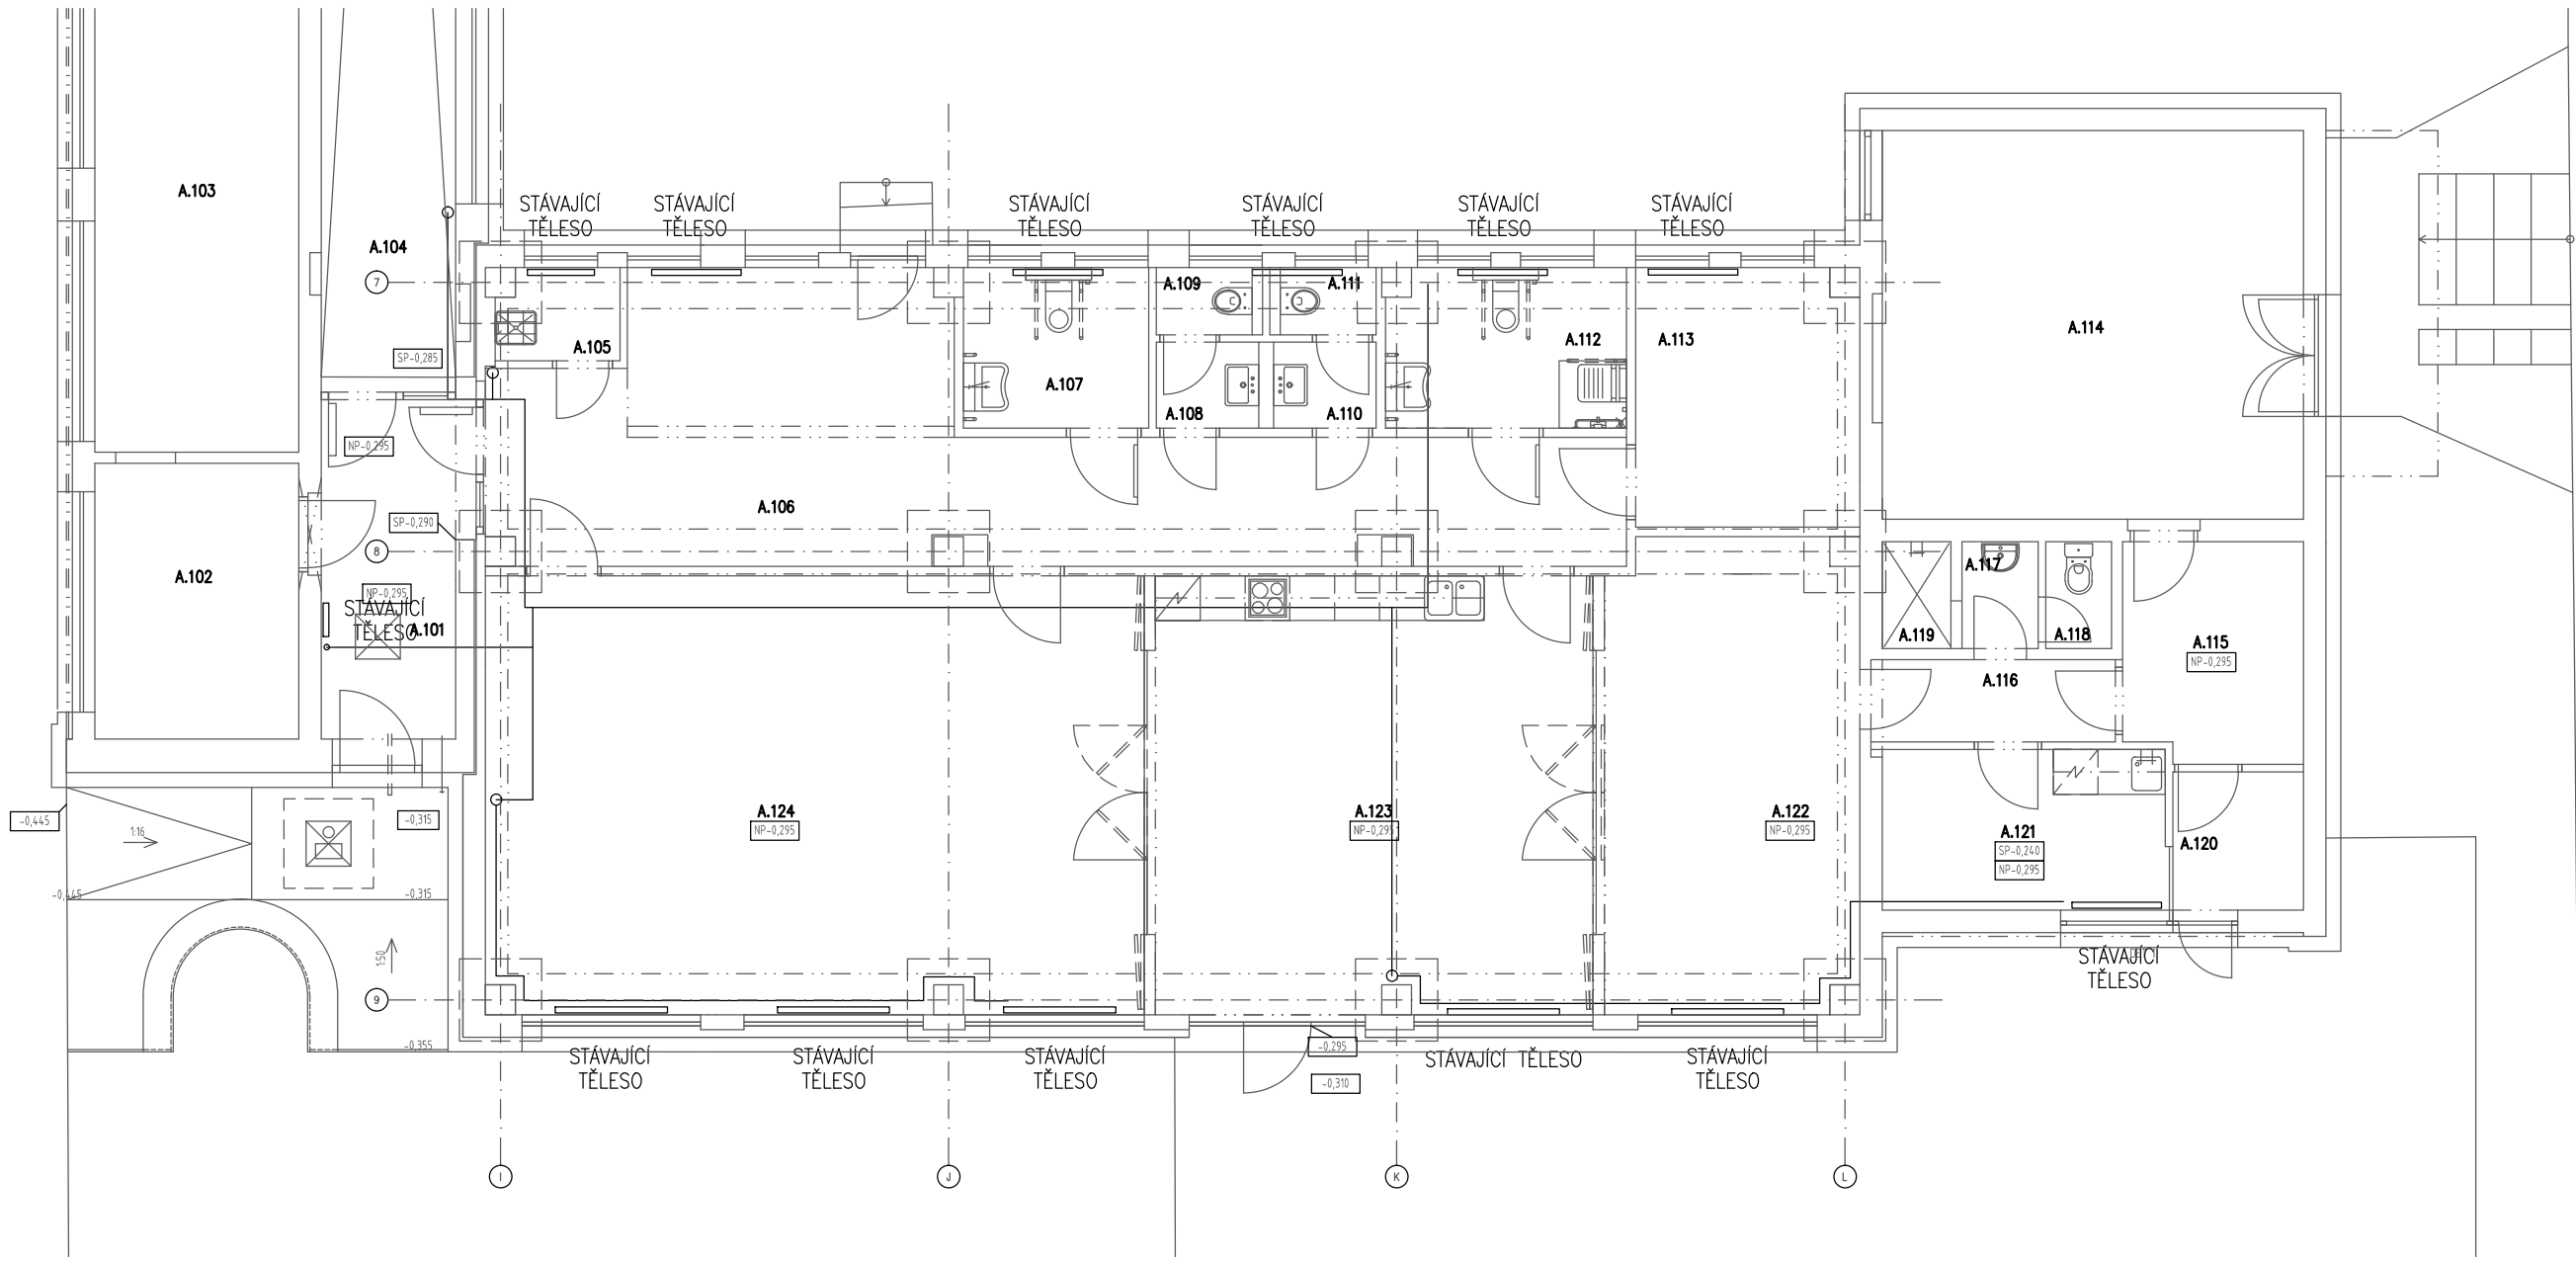 A.103
STÁVAJÍCÍ
TĚLESO
STÁVAJÍCÍ
TĚLESO
STÁVAJÍCÍ
TĚLESO
STÁVAJÍCÍ
TĚLESO
STÁVAJÍCÍ
TĚLESO
STÁVAJÍCÍ
TĚLESO
A.104
7
A.109
A.111
A.114
A.105
A.112
A.113
SP-0,285
A.107
A.108
A.110
NP-0,295
A.106
SP-0,290
8
A.102
A.117
NP-0,295
STÁVAJÍCÍ
TĚLESO
A.101
A.119
A.118
A.115
NP-0,295
A.116
A.124
NP-0,295
A.123
NP-0,295
A.122
NP-0,295
-0,445
1:16
-0,315
A.121
SP-0,240
NP-0,295
A.120
-0,445
-0,315
1:50
STÁVAJÍCÍ
TĚLESO
9
-0,355
-0,295
STÁVAJÍCÍ
TĚLESO
STÁVAJÍCÍ
TĚLESO
STÁVAJÍCÍ
TĚLESO
STÁVAJÍCÍ TĚLESO
STÁVAJÍCÍ
TĚLESO
-0,310
I
J
K
L